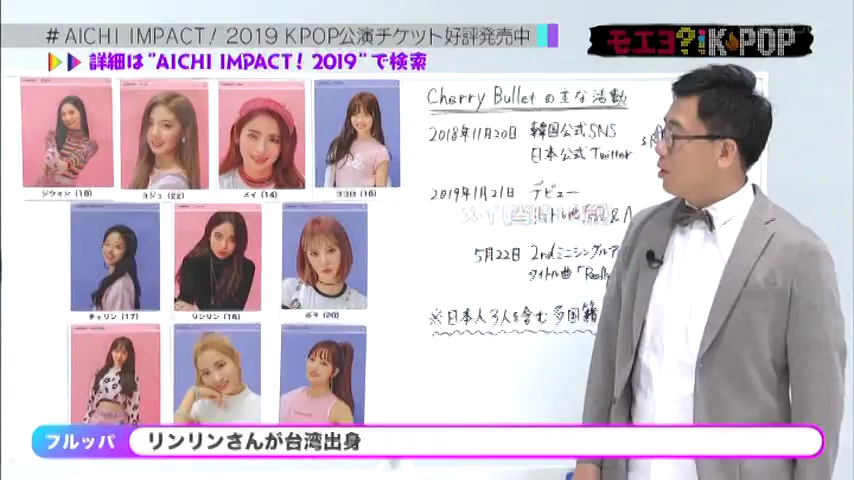 # AICHI IMPACT! 2019 KPOP公演チケット好評発売中
詳細は"AICHI IMPACT! 2019"で検索
モエヨ?!K-POP
Cherry Bullet の主な活動
2018年11月20日 韓国公式SNS
日本公式Twitter
2019年1月21日 デビュー
5月22日 2ndミニシングルア
タイトル曲「Really
※日本人3人を含む多国籍
ジウォン (18)
ヨジュ (22)
メイ (14)
ココロ (18)
チェリン (17)
リンリン (18)
ボラ (20)
フルッパ リンリンさんが台湾出身